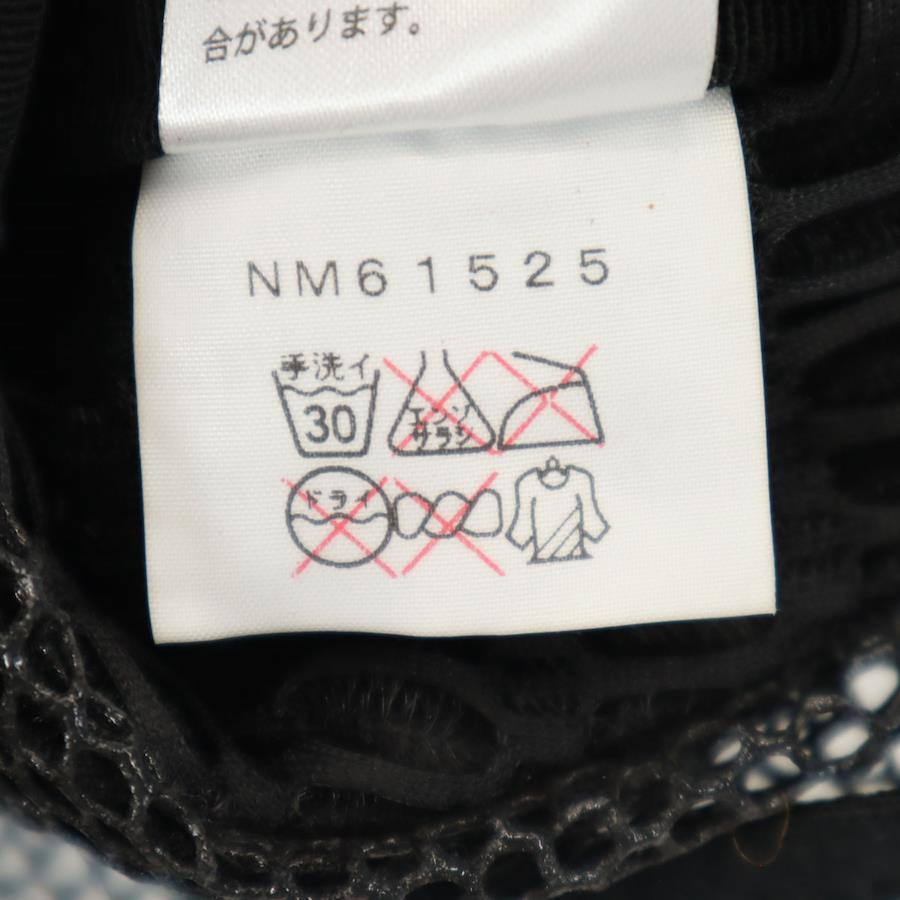 合があります。
NM61525
手洗イ
30
エンソ
サラシ
ドライ